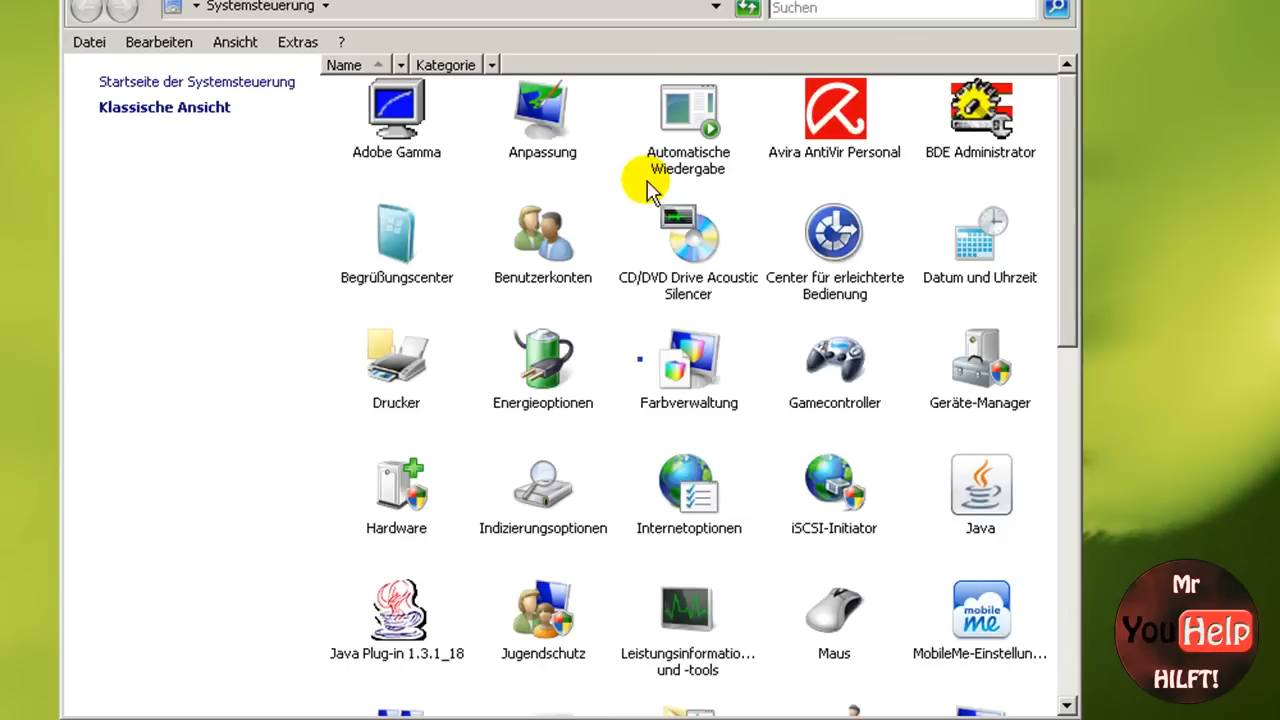 Systemsteuerung
Suchen
Datei Bearbeiten Ansicht Extras ?
Startseite der Systemsteuerung
Klassische Ansicht
Name Kategorie
Adobe Gamma
Anpassung
Automatische
Wiedergabe
Avira AntiVir Personal
BDE Administrator
Begrüßungscenter
Benutzerkonten
CD/DVD Drive Acoustic
Silencer
Center für erleichterte
Bedienung
Datum und Uhrzeit
Drucker
Energieoptionen
Farbverwaltung
Gamecontroller
Geräte-Manager
Hardware
Indizierungsoptionen
Internetoptionen
iSCSI-Initiator
Java
Java Plug-in 1.3.1_18
Jugendschutz
Leistungsinformatio...
und -tools
Maus
mobile
me
MobileMe-Einstellun...
Mr
YouHelp
HILFT!